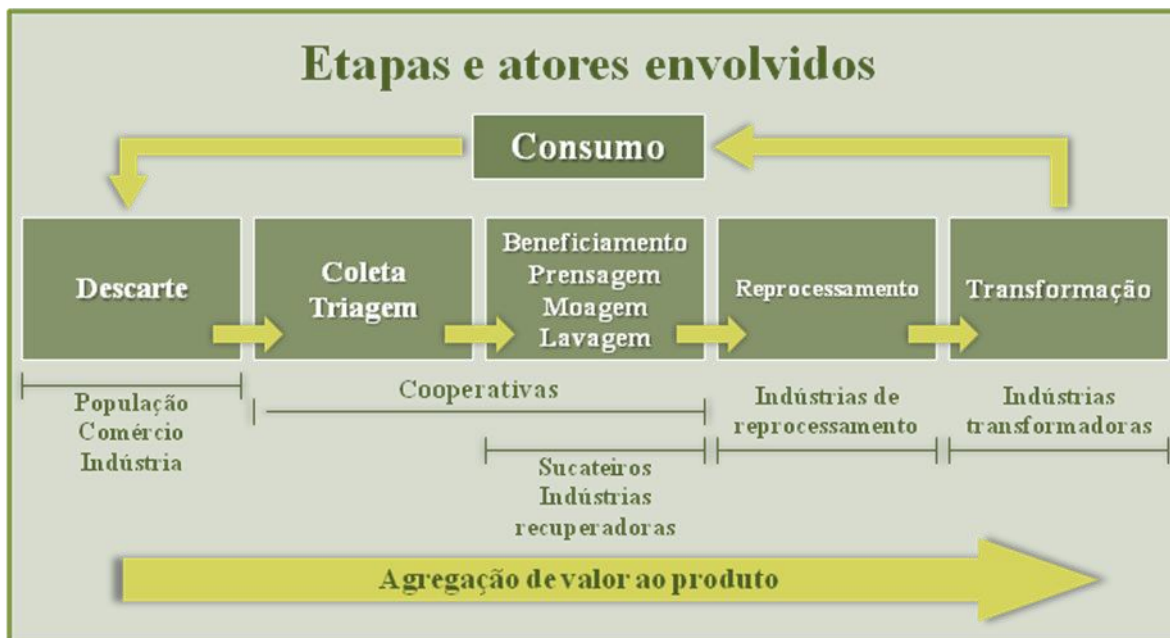 Etapas e atores envolvidos
Consumo
Descarte
Coleta
Triagem
Beneficiamento
Prensagem
Moagem
Lavagem
Reprocessamento
Transformação
População
Comércio
Indústria
Cooperativas
Sucateiros
Indústrias
recuperadoras
Indústrias de
reprocessamento
Indústrias
transformadoras
Agregação de valor ao produto